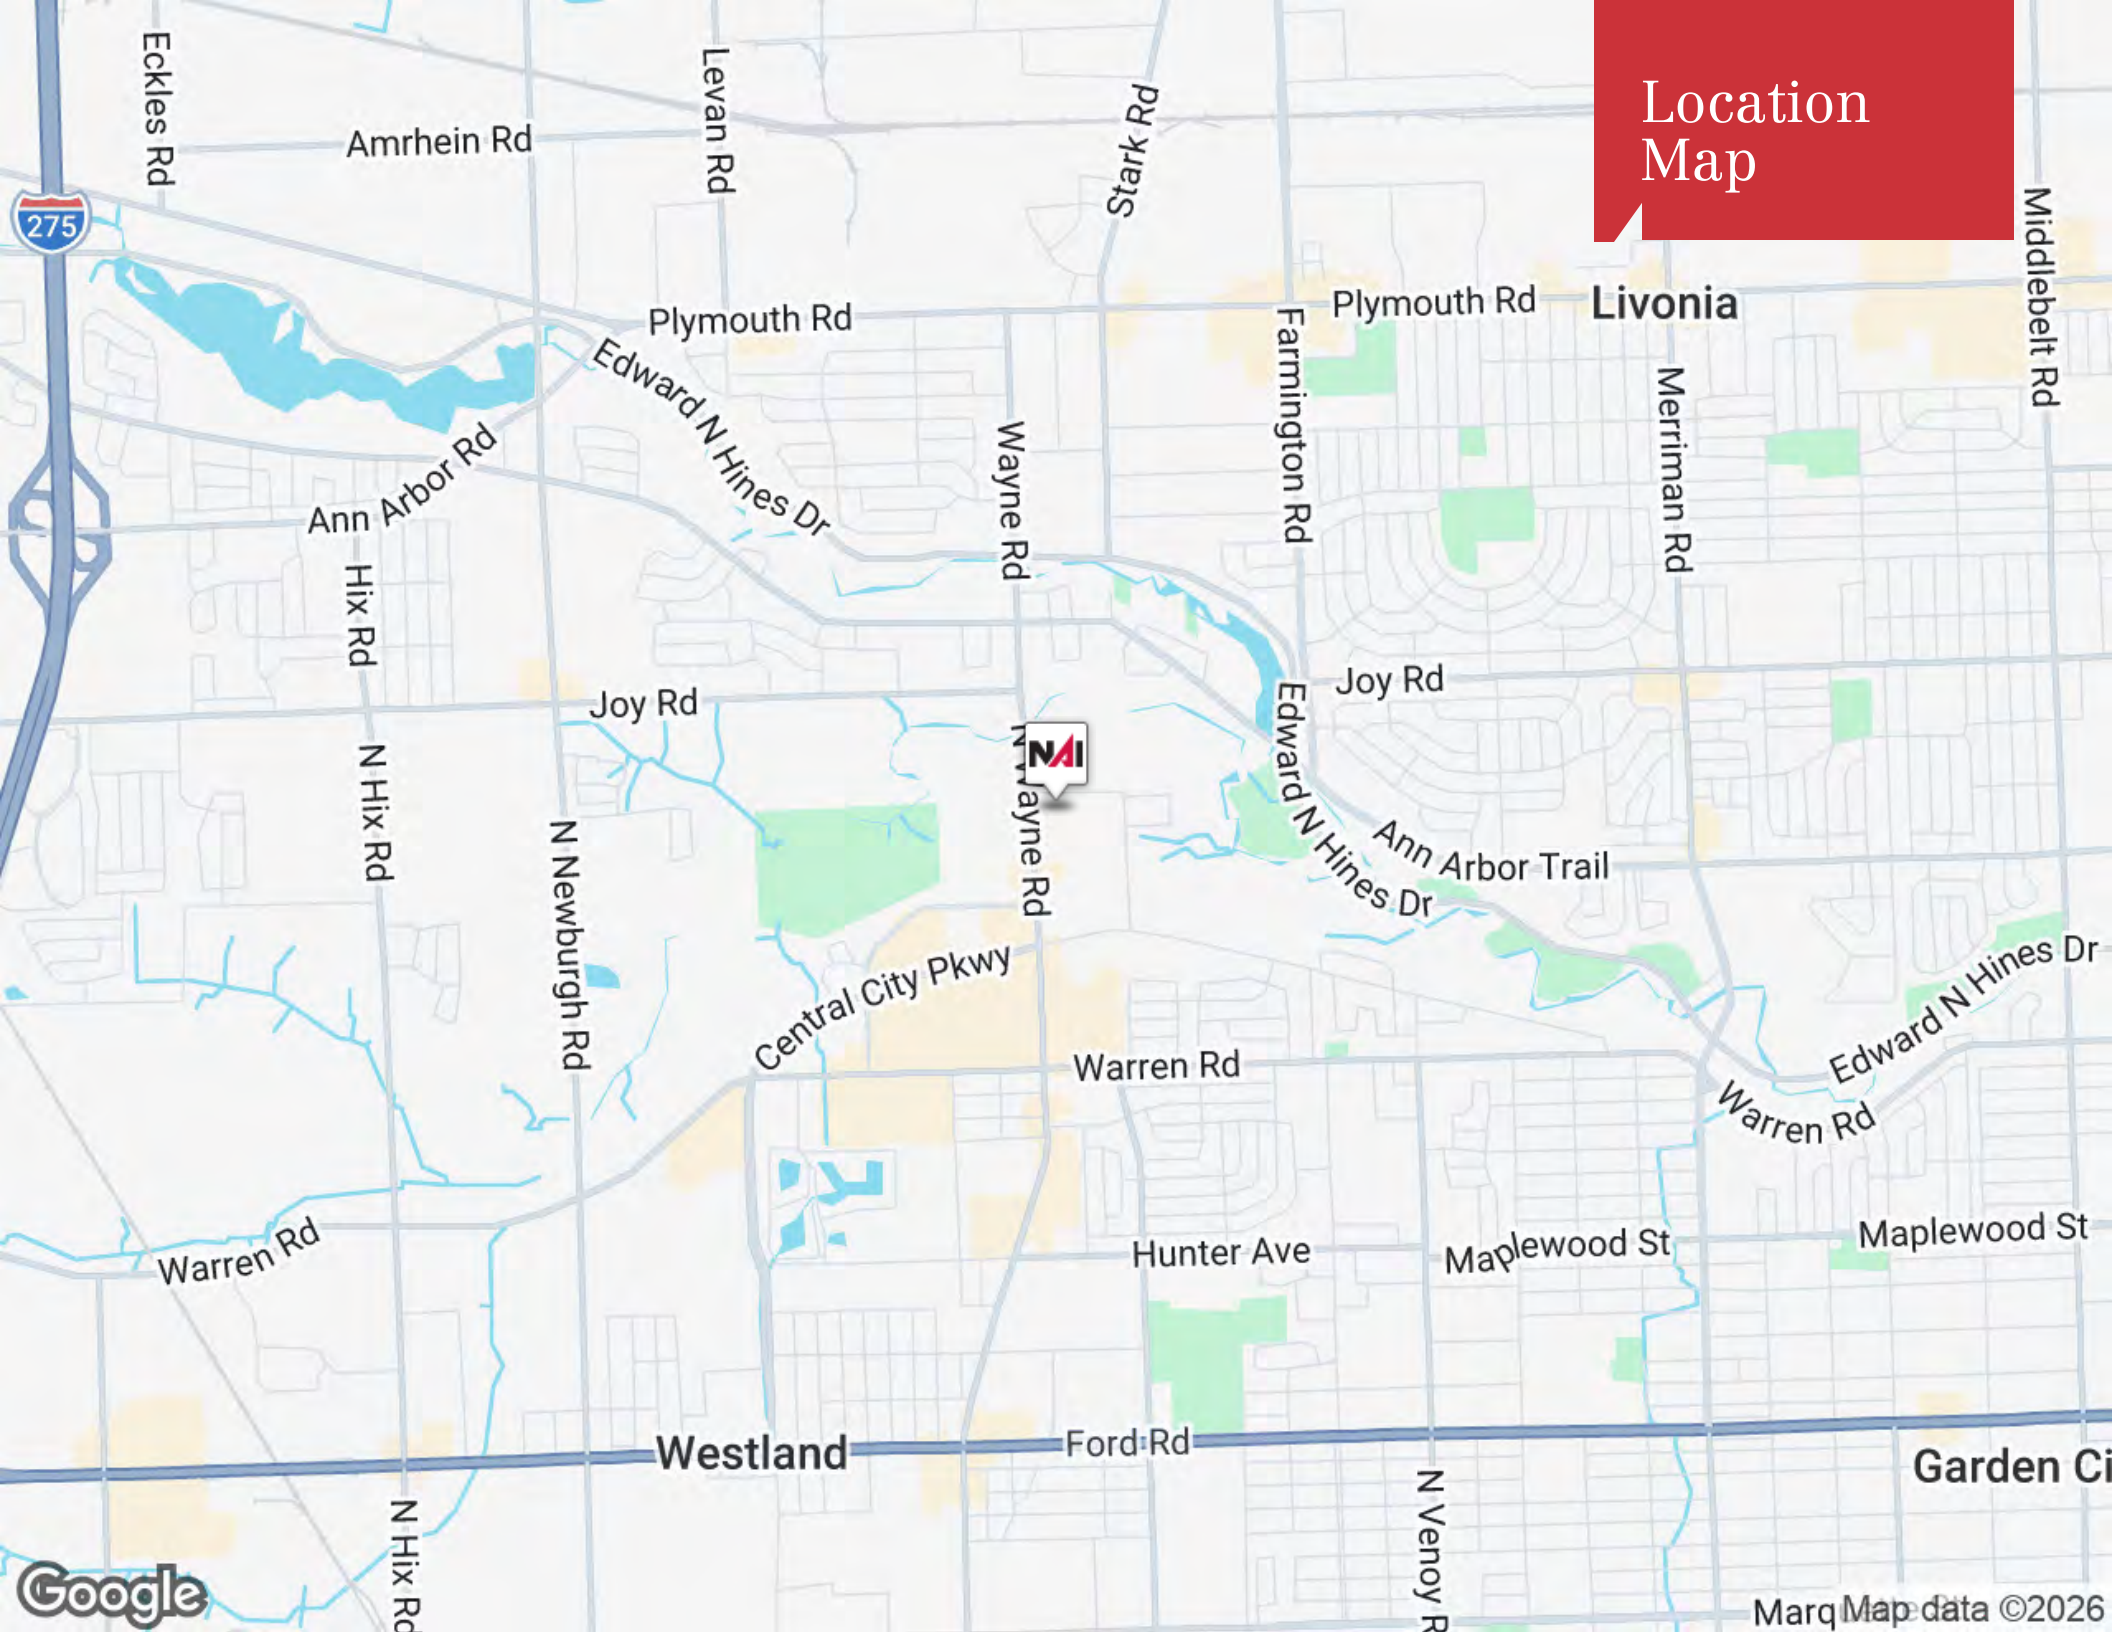 Location
Map
Eckles Rd
Levan Rd
Stark Rd
Amrhein Rd
275
Middlebelt Rd
Plymouth Rd
Plymouth Rd
Livonia
Edward N Hines Dr
Farmington Rd
Merriman Rd
Wayne Rd
Ann Arbor Rd
Hix Rd
Joy Rd
Joy Rd
NAI
N Wayne Rd
Edward N Hines Dr
N Hix Rd
N Newburgh Rd
Ann Arbor Trail
Central City Pkwy
Edward N Hines Dr
Warren Rd
Warren Rd
Warren Rd
Hunter Ave
Maplewood St
Maplewood St
Westland
Ford Rd
Garden Ci
N Hix Rd
N Venoy R
Google
Marq
Map data ©2026